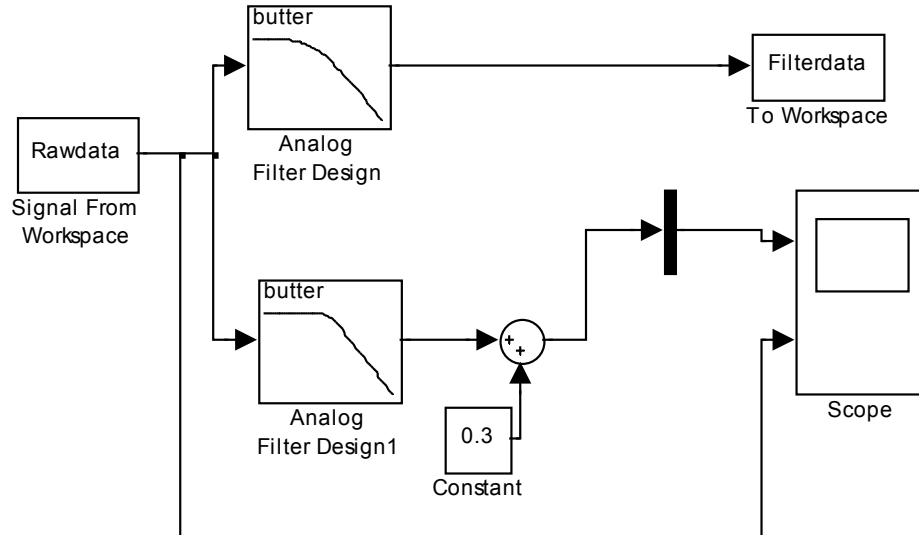 butter
Analog
Filter Design
Filterdata
To Workspace
Rawdata
Signal From
Workspace
butter
Analog
Filter Design1
+
+
0.3
Constant
Scope